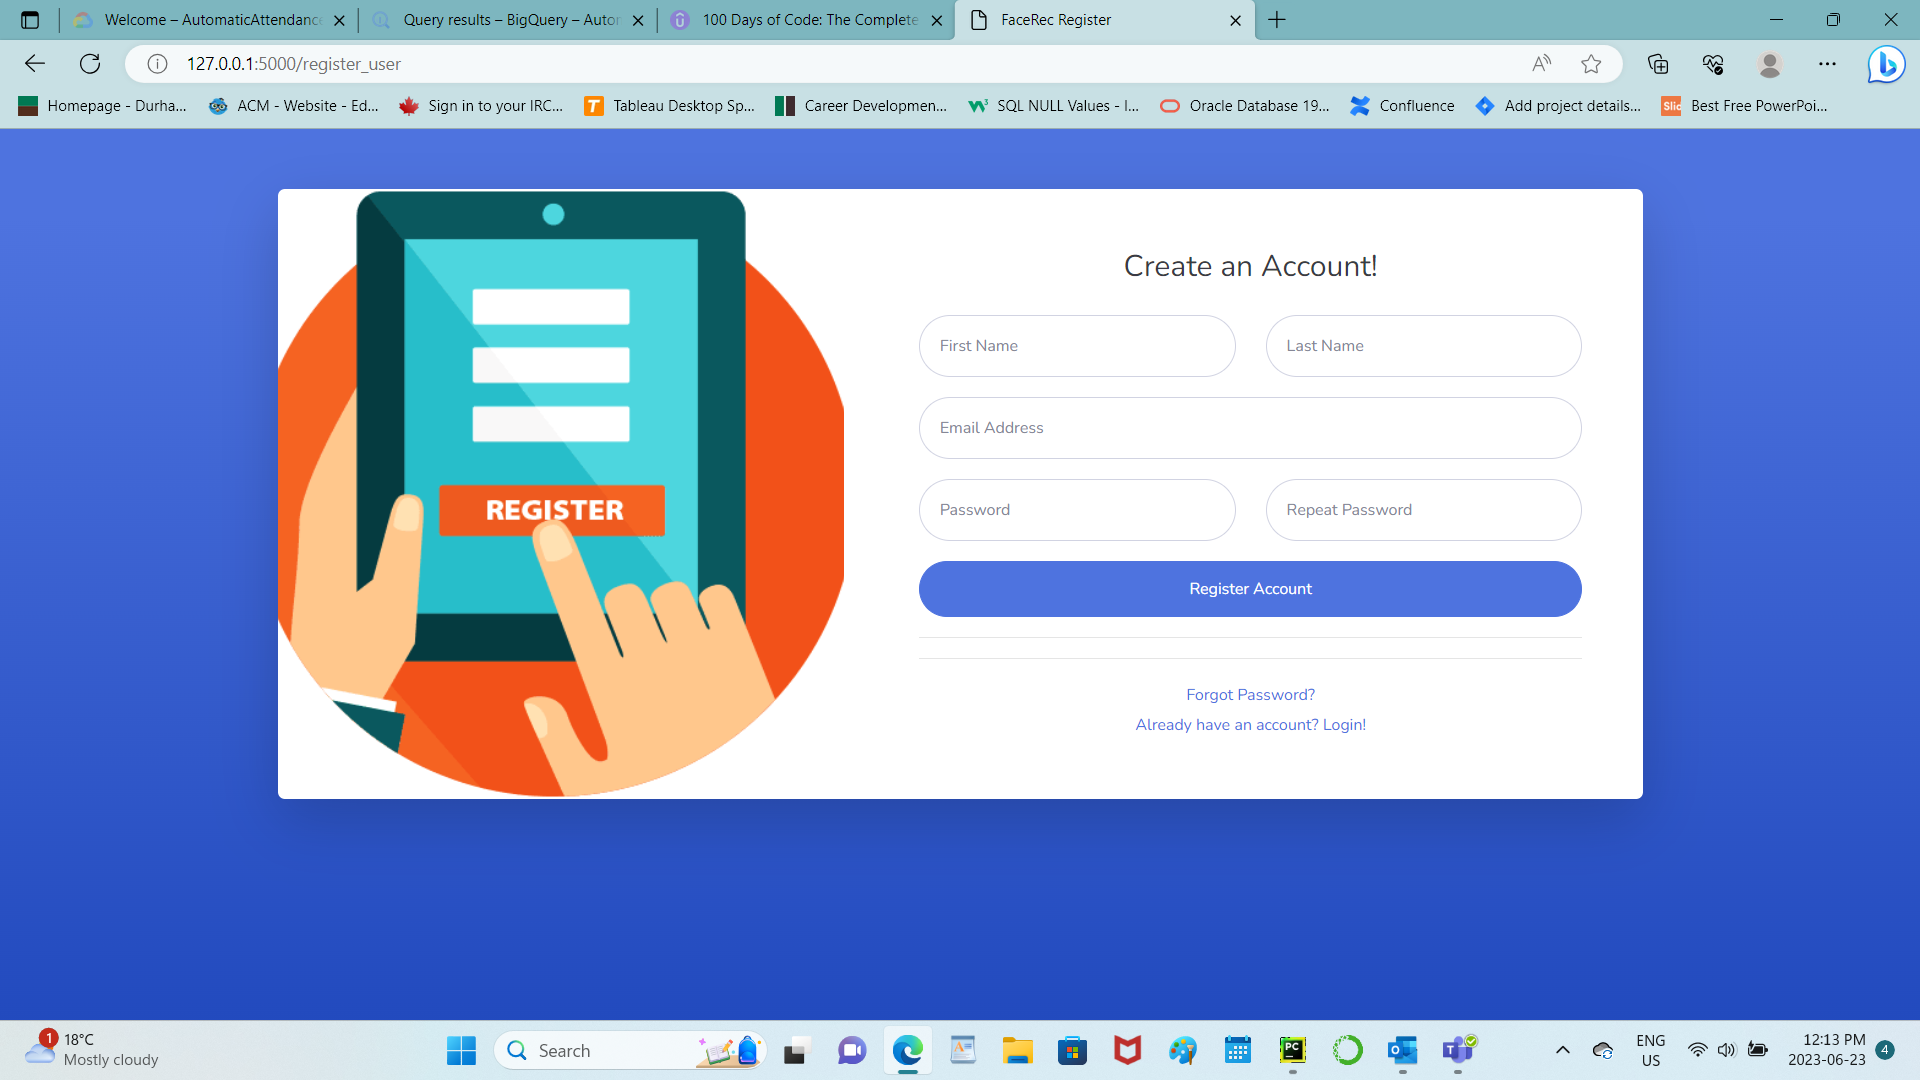 Welcome – AutomaticAttendance
Query results – BigQuery – Autor
100 Days of Code: The Complete
FaceRec Register
127.0.0.1:5000/register_user
Homepage - Durha...
ACM - Website - Ed...
Sign in to your IRC...
Tableau Desktop Sp...
Career Developmen...
SQL NULL Values - I...
Oracle Database 19...
Confluence
Add project details...
Best Free PowerPoi...
Create an Account!
First Name
Last Name
Email Address
Password
Repeat Password
REGISTER
Register Account
Forgot Password?
Already have an account? Login!
1
18°C
Mostly cloudy
Search
ENG
US
12:13 PM
2023-06-23
4